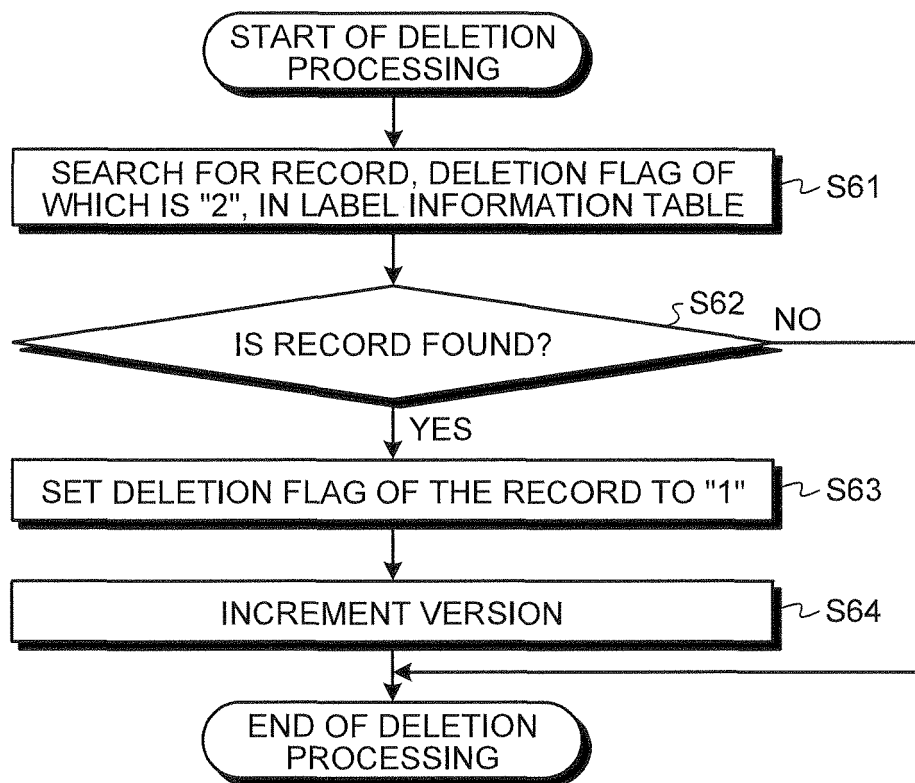 START OF DELETION
PROCESSING
SEARCH FOR RECORD, DELETION FLAG OF
WHICH IS "2", IN LABEL INFORMATION TABLE
S61
S62
NO
IS RECORD FOUND?
YES
SET DELETION FLAG OF THE RECORD TO "1"
S63
INCREMENT VERSION
S64
END OF DELETION
PROCESSING